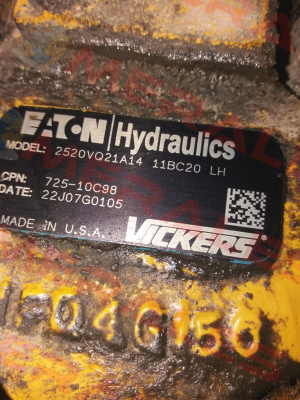 EATON Hydraulics
MODEL: 2520VQ21A14 11BC20 LH
CPN: 725-10C98
DATE: 22J07G0105
MADE IN U.S.A.
VICKERS